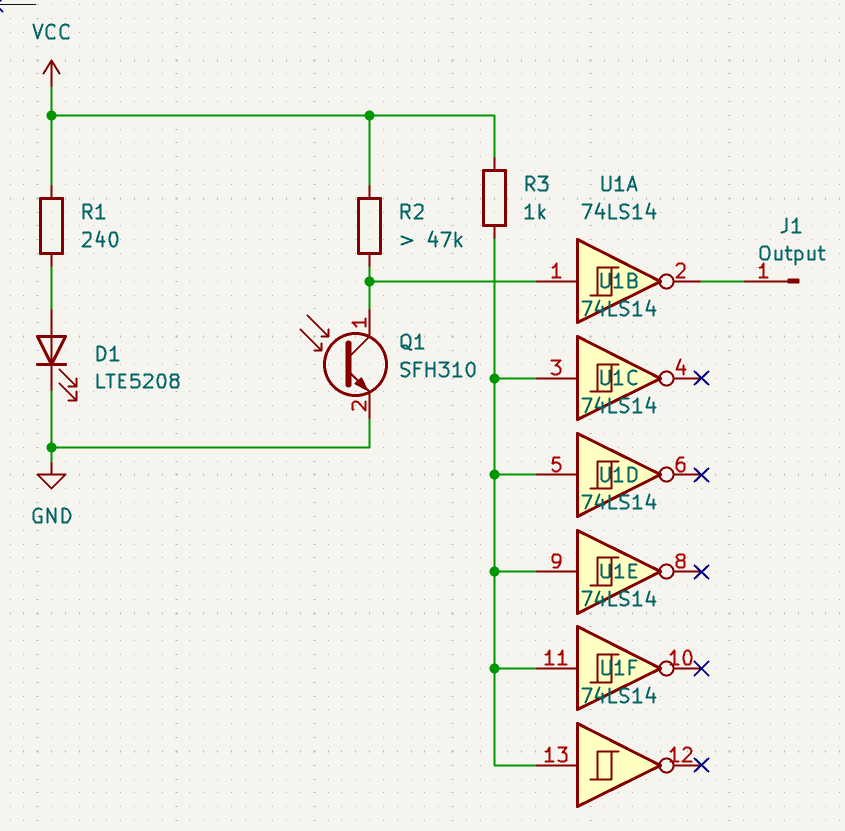 VCC
R1
240
D1
LTE5208
GND
R2
> 47k
1
Q1
SFH310
2
R3
1k
U1A
74LS14
1
2
J1
Output
1
U1B
74LS14
3
4
U1C
74LS14
5
6
U1D
74LS14
9
8
U1E
74LS14
11
10
U1F
74LS14
13
12